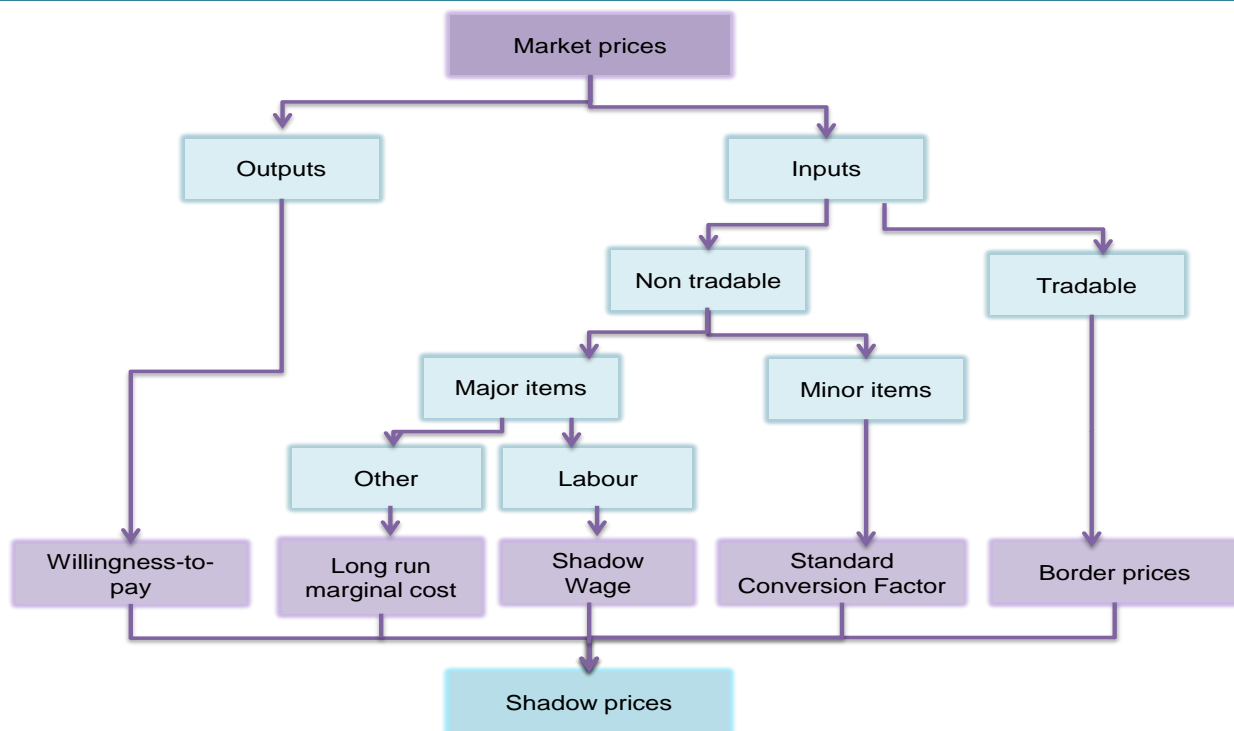 Market prices
Outputs
Inputs
Non tradable
Tradable
Major items
Minor items
Other
Labour
Willingness-to-
pay
Long run
marginal cost
Shadow
Wage
Standard
Conversion Factor
Border prices
Shadow prices